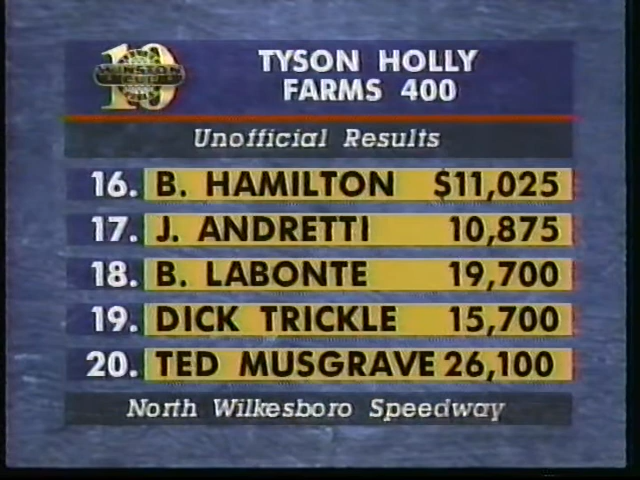 WINSTON
TYSON HOLLY
FARMS 400
Unofficial Results
16. B. HAMILTON $11,025
17. J. ANDRETTI 10,875
18. B. LABONTE 19,700
19. DICK TRICKLE 15,700
20. TED MUSGRAVE 26,100
North Wilkesboro Speedway